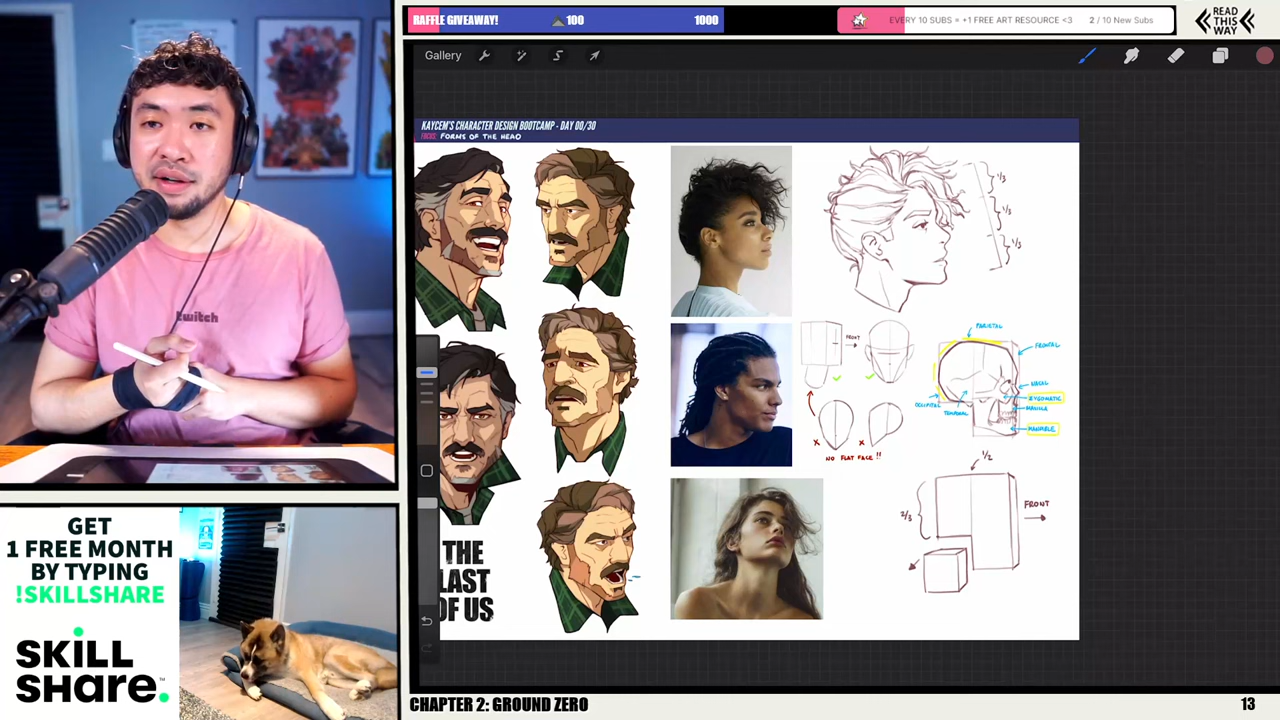 RAFFLE GIVEAWAY!
100
1000
EVERY 10 SUBS = +1 FREE ART RESOURCE <3
2 / 10 New Subs
READ
THIS
WAY
Gallery
KAYCEM'S CHARACTER DESIGN BOOTCAMP - DAY 00/30
FOCUS: FORMS OF THE HEAD
1/3
1/3
1/3
FRONT
NO FLAT FACE!!
PARIETAL
FRONTAL
NASAL
ZYGOMATIC
MAXILLA
MANDIBLE
OCCIPITAL
TEMPORAL
1/2
2/3
FRONT
THE
LAST
OF US
twitch
GET
1 FREE MONTH
BY TYPING
!SKILLSHARE
SKILL
SHare.
CHAPTER 2: GROUND ZERO
13